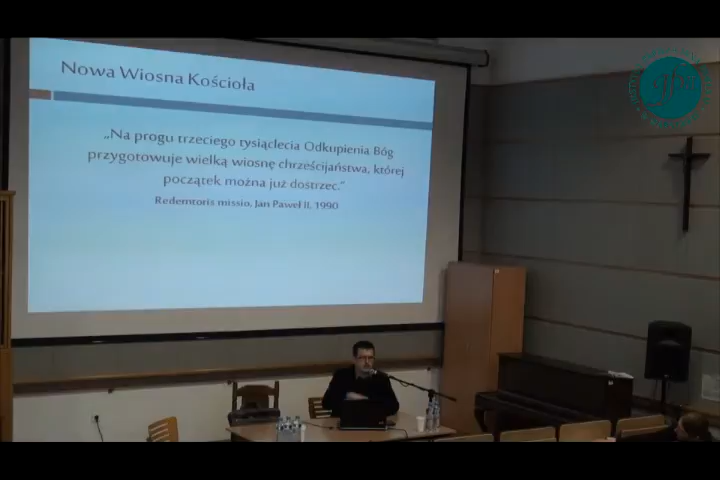 Nowa Wiosna Kościoła
„Na progu trzeciego tysiąclecia Odkupienia Bóg
przygotowuje wielką wiosnę chrześcijaństwa, której
początek można już dostrzec.”
Redemtoris missio. Jan Paweł II. 1990